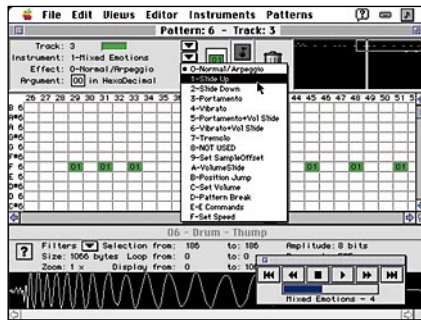 File Edit Views Editor Instruments Patterns
Pattern: 6 - Track: 3
Track: 3
Instrument: 1-Mixed Emotions
Effect: 0-Normal/Arpeggio
Argument: 00 in HexaDecimal
0-Normal/Arpeggio
1-Slide Up
2-Slide Down
3-Portamento
4-Vibrato
5-Portamento+Vol Slide
6-Vibrato+Vol Slide
7-Tremolo
8-NOT USED
9-Set SampleOffset
A-VolumeSlide
B-Position Jump
C-Set Volume
D-Pattern Break
E-E Commands
F-Set Speed
26 27 28 29 30 31 32 33 34 35 44 45 46 47 48 49 50 51
B 6
A#6
A 6
G#6
G 6
F#6
F 6 01 01 01 01 01 01
E 6
D#6
D 6
C#6
06 - Drum - Thump
? Filters Selection from: 186 to: 186 Amplitude: 8 bits
Size: 1066 bytes Loop from: 0 to: 0
Zoom: 1 x Display from: 0 to:
Mixed Emotions - 4